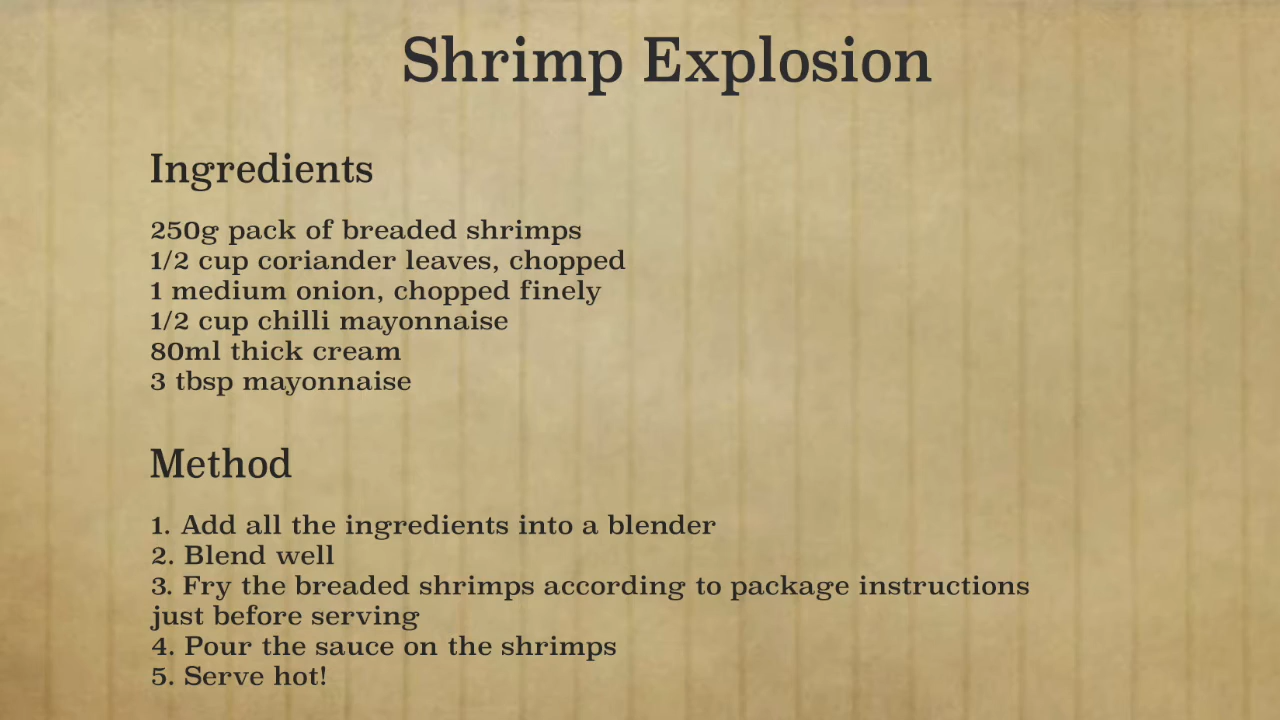 Shrimp Explosion
Ingredients
250g pack of breaded shrimps
1/2 cup coriander leaves, chopped
1 medium onion, chopped finely
1/2 cup chilli mayonnaise
80ml thick cream
3 tbsp mayonnaise
Method
1. Add all the ingredients into a blender
2. Blend well
3. Fry the breaded shrimps according to package instructions
just before serving
4. Pour the sauce on the shrimps
5. Serve hot!